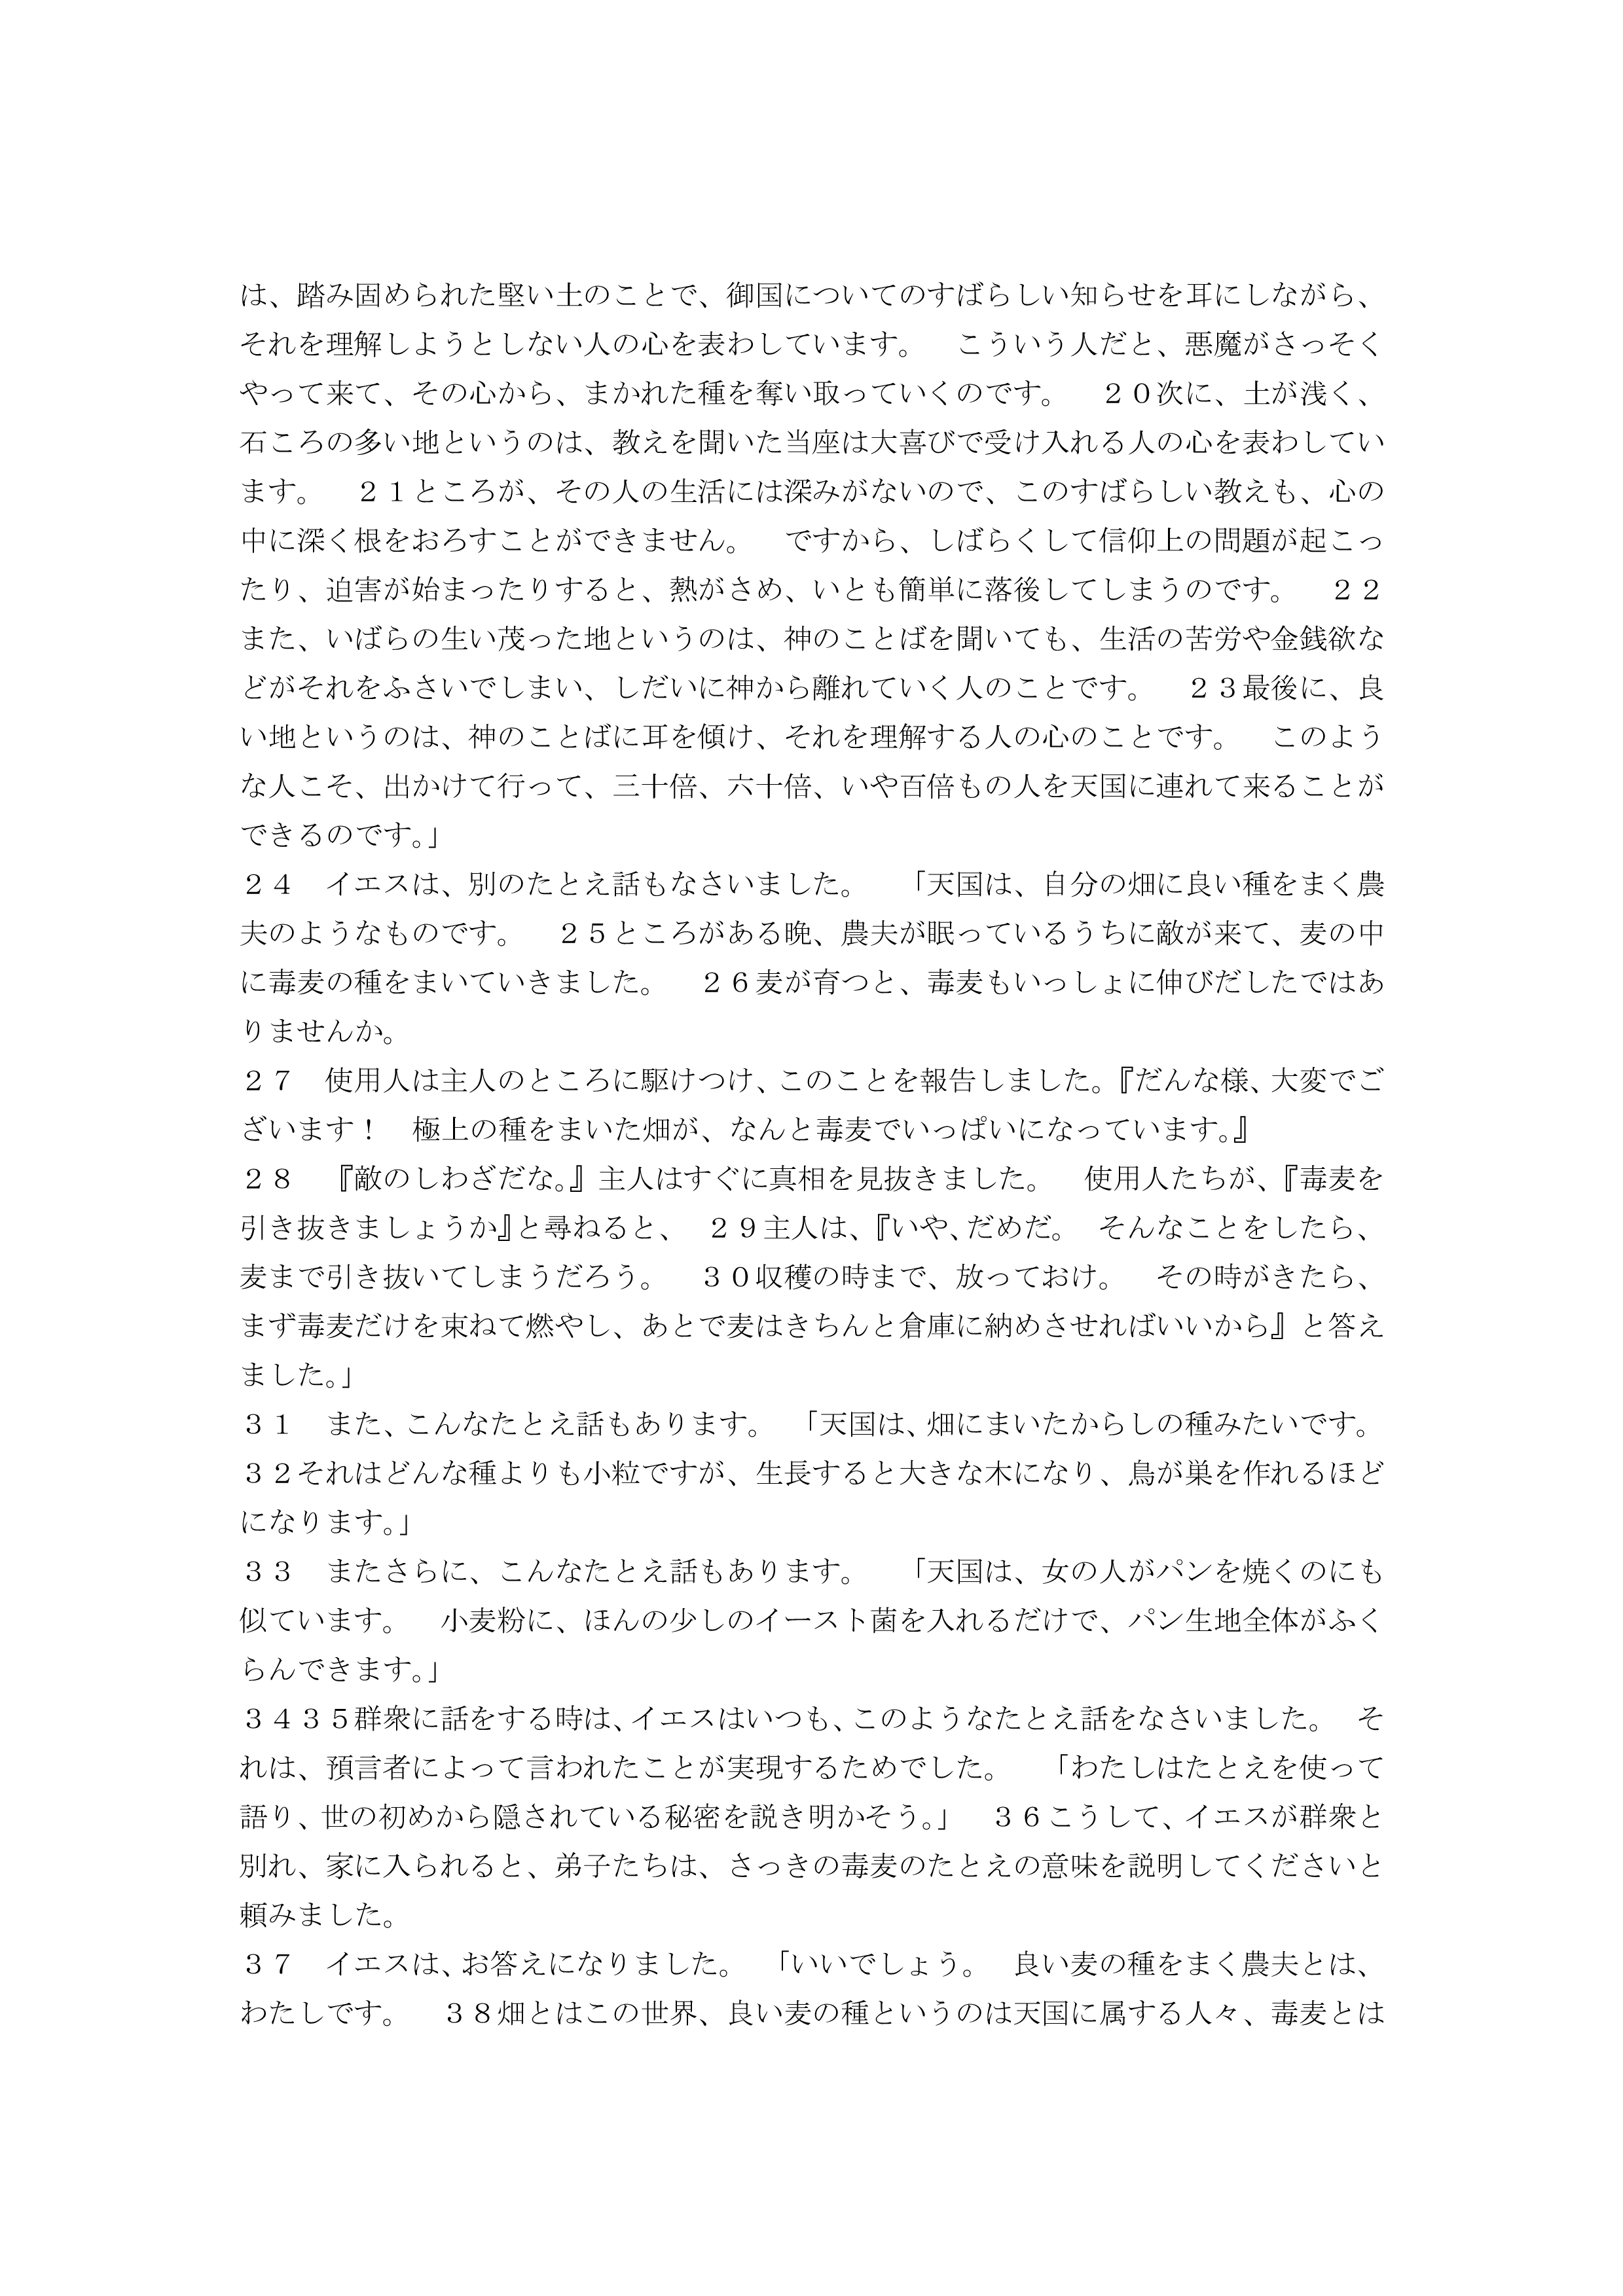 は、踏み固められた堅い土のことで、御国についてのすばらしい知らせを耳にしながら、
それを理解しようとしない人の心を表わしています。　こういう人だと、悪魔がさっそく
やって来て、その心から、まかれた種を奪い取っていくのです。　２０次に、土が浅く、
石ころの多い地というのは、教えを聞いた当座は大喜びで受け入れる人の心を表わしてい
ます。　２１ところが、その人の生活には深みがないので、このすばらしい教えも、心の
中に深く根をおろすことができません。　ですから、しばらくして信仰上の問題が起こっ
たり、迫害が始まったりすると、熱がさめ、いとも簡単に落後してしまうのです。　２２
また、いばらの生い茂った地というのは、神のことばを聞いても、生活の苦労や金銭欲な
どがそれをふさいでしまい、しだいに神から離れていく人のことです。　２３最後に、良
い地というのは、神のことばに耳を傾け、それを理解する人の心のことです。　このよう
な人こそ、出かけて行って、三十倍、六十倍、いや百倍もの人を天国に連れて来ることが
できるのです。」
２４　イエスは、別のたとえ話もなさいました。　「天国は、自分の畑に良い種をまく農
夫のようなものです。　２５ところがある晩、農夫が眠っているうちに敵が来て、麦の中
に毒麦の種をまいていきました。　２６麦が育つと、毒麦もいっしょに伸びだしたではあ
りませんか。
２７　使用人は主人のところに駆けつけ、このことを報告しました。『だんな様、大変でご
ざいます！　極上の種をまいた畑が、なんと毒麦でいっぱいになっています。』
２８　『敵のしわざだな。』主人はすぐに真相を見抜きました。　使用人たちが、『毒麦を
引き抜きましょうか』と尋ねると、　２９主人は、『いや、だめだ。　そんなことをしたら、
麦まで引き抜いてしまうだろう。　３０収穫の時まで、放っておけ。　その時がきたら、
まず毒麦だけを束ねて燃やし、あとで麦はきちんと倉庫に納めさせればいいから』と答え
ました。」
３１　また、こんなたとえ話もあります。　「天国は、畑にまいたからしの種みたいです。
３２それはどんな種よりも小粒ですが、生長すると大きな木になり、鳥が巣を作れるほど
になります。」
３３　またさらに、こんなたとえ話もあります。　「天国は、女の人がパンを焼くのにも
似ています。　小麦粉に、ほんの少しのイースト菌を入れるだけで、パン生地全体がふく
らんできます。」
３４３５群衆に話をする時は、イエスはいつも、このようなたとえ話をなさいました。　そ
れは、預言者によって言われたことが実現するためでした。　「わたしはたとえを使って
語り、世の初めから隠されている秘密を説き明かそう。」　３６こうして、イエスが群衆と
別れ、家に入られると、弟子たちは、さっきの毒麦のたとえの意味を説明してくださいと
頼みました。
３７　イエスは、お答えになりました。　「いいでしょう。　良い麦の種をまく農夫とは、
わたしです。　３８畑とはこの世界、良い麦の種というのは天国に属する人々、毒麦とは